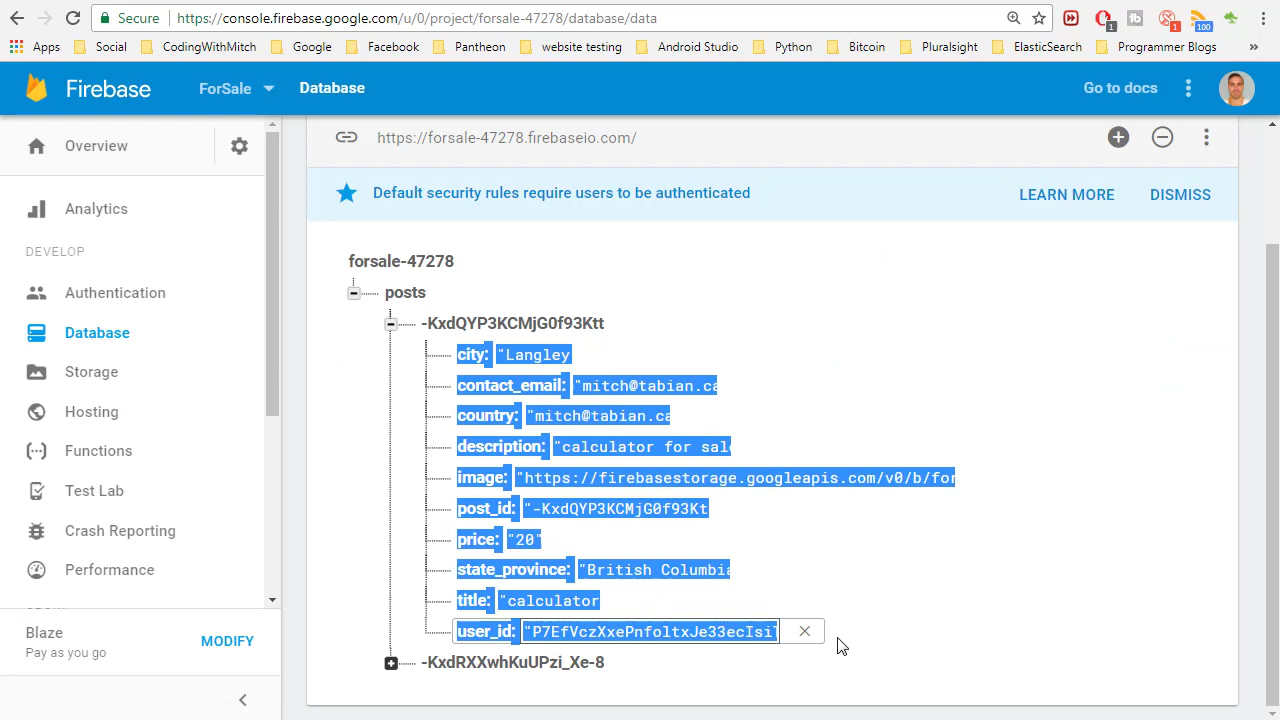 Secure https://console.firebase.google.com/u/0/project/forsale-47278/database/data
1 1 100
Apps Social CodingWithMitch Google Facebook Pantheon website testing Android Studio Python Bitcoin Pluralsight ElasticSearch Programmer Blogs »
Firebase ForSale Database Go to docs
Overview
https://forsale-47278.firebaseio.com/
Default security rules require users to be authenticated LEARN MORE DISMISS
Analytics
DEVELOP
Authentication
Database
Storage
Hosting
Functions
Test Lab
Crash Reporting
Performance
Blaze
Pay as you go
MODIFY
forsale-47278
posts
-KxdQYP3KCMjG0f93Ktt
city: "Langley
contact_email: "mitch@tabian.ca
country: "mitch@tabian.ca
description: "calculator for sal
image: "https://firebasestorage.googleapis.com/v0/b/for
post_id: "-KxdQYP3KCMjG0f93Kt
price: "20"
state_province: "British Columbia
title: "calculator
user_id: "P7EfVczXxePnfoltxJe33ecIsi
-KxdRXXwhKuUPzi_Xe-8